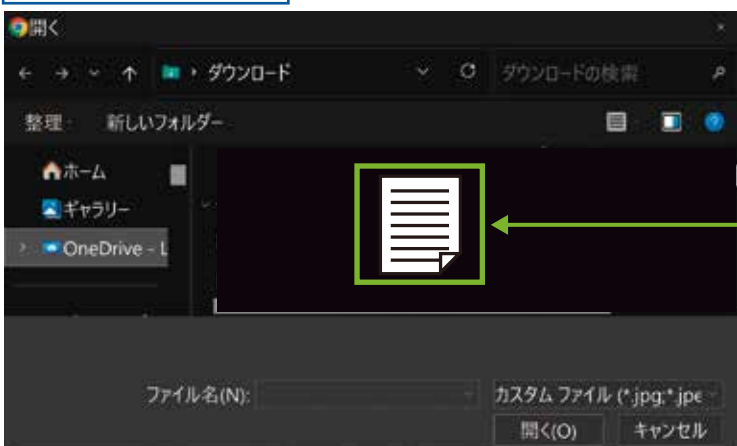 開く
ダウンロード
ダウンロードの検索
整理
新しいフォルダー
ホーム
ギャラリー
OneDrive - L
ファイル名(N):
カスタム ファイル (*.jpg;*.jpe
開く(O)
キャンセル